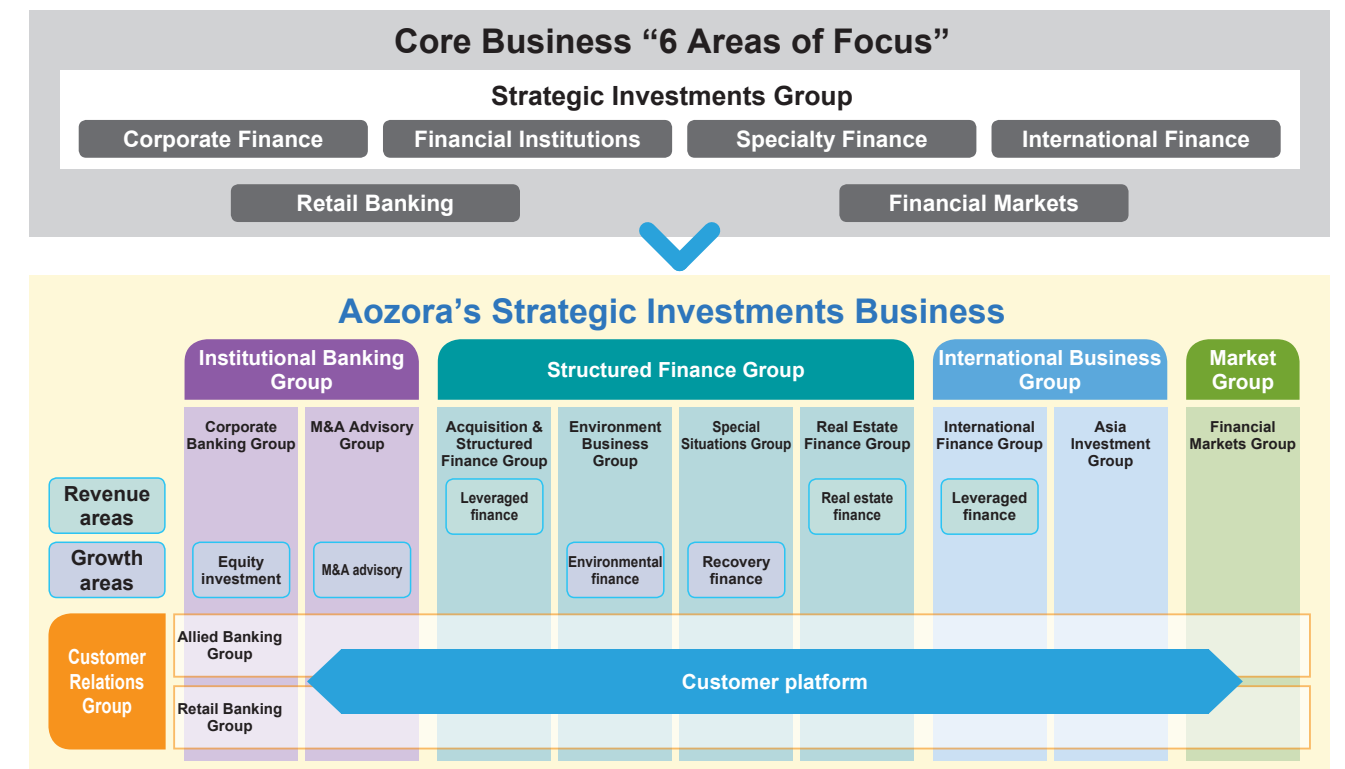 Core Business “6 Areas of Focus”
Strategic Investments Group
Corporate Finance
Financial Institutions
Specialty Finance
International Finance
Retail Banking
Financial Markets
Aozora’s Strategic Investments Business
Institutional Banking
Group
Structured Finance Group
International Business
Group
Market
Group
Corporate
Banking Group
M&A Advisory
Group
Acquisition &
Structured
Finance Group
Environment
Business
Group
Special
Situations Group
Real Estate
Finance Group
International
Finance Group
Asia
Investment
Group
Financial
Markets Group
Revenue
areas
Leveraged
finance
Real estate
finance
Leveraged
finance
Growth
areas
Equity
investment
M&A advisory
Environmental
finance
Recovery
finance
Customer
Relations
Group
Allied Banking
Group
Customer platform
Retail Banking
Group